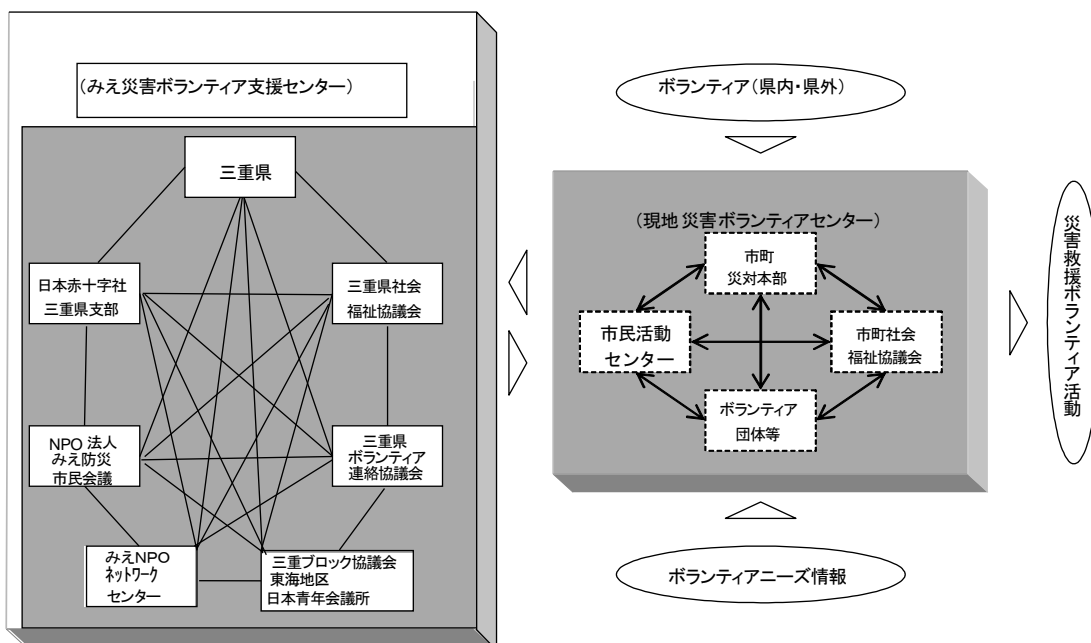 (みえ災害ボランティア支援センター)
三重県
日本赤十字社
三重県支部
三重県社会
福祉協議会
NPO 法人
みえ防災
市民会議
三重県
ボランティア
連絡協議会
みえNPO
ネットワーク
センター
三重ブロック協議会
東海地区
日本青年会議所
ボランティア(県内・県外)
(現地 災害ボランティアセンター)
市町
災対本部
市民活動
センター
市町社会
福祉協議会
ボランティア
団体等
ボランティアニーズ情報
災害救援ボランティア活動